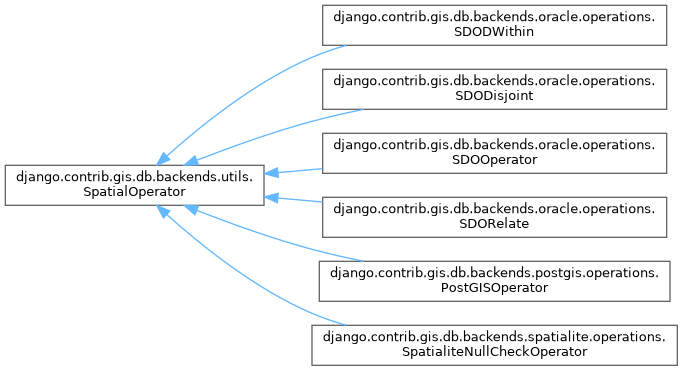 django.contrib.gis.db.backends.oracle.operations.
SDODWithin
django.contrib.gis.db.backends.oracle.operations.
SDODisjoint
django.contrib.gis.db.backends.oracle.operations.
SDOOperator
django.contrib.gis.db.backends.utils.
SpatialOperator
django.contrib.gis.db.backends.oracle.operations.
SDORelate
django.contrib.gis.db.backends.postgis.operations.
PostGISOperator
django.contrib.gis.db.backends.spatialite.operations.
SpatialiteNullCheckOperator